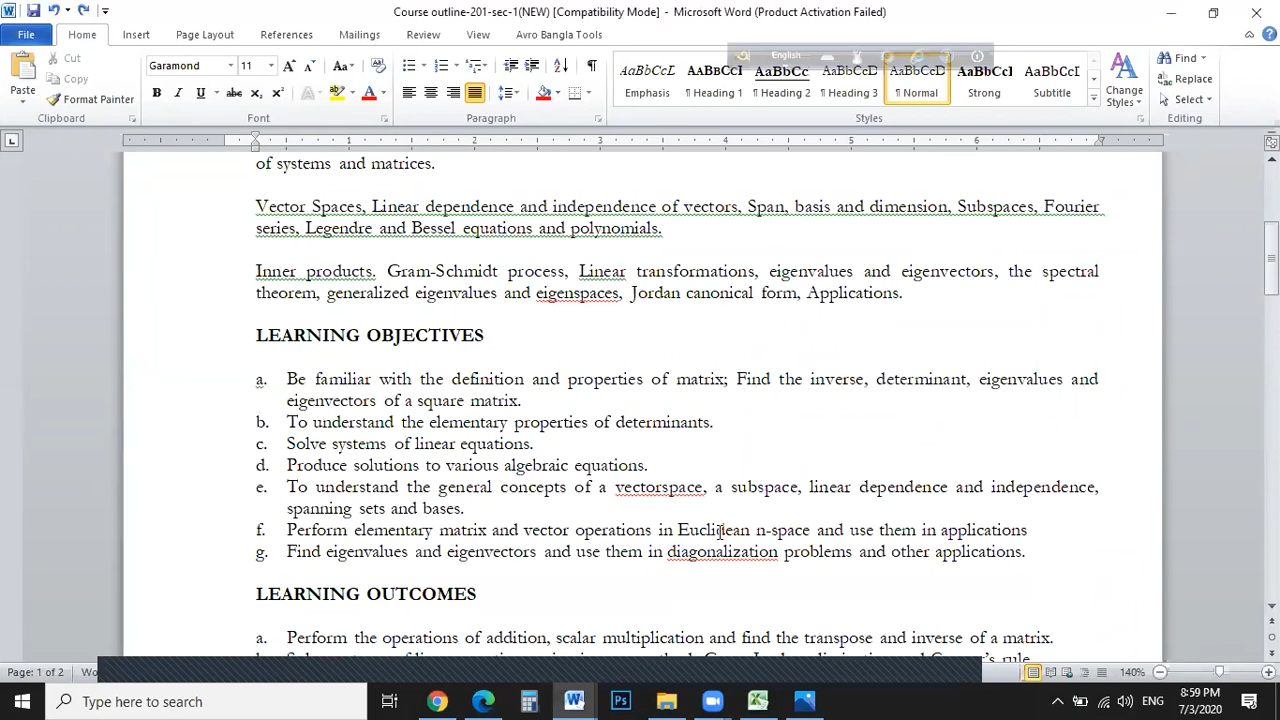 Course outline-201-sec-1(NEW) [Compatibility Mode] - Microsoft Word (Product Activation Failed)
File Home Insert Page Layout References Mailings Review View Avro Bangla Tools
Paste Cut Copy Format Painter
Clipboard
Garamond 11
Font
Paragraph
English
AaBbCcL AaBbCcI AaBbCc AaBbCcD AaBbCcD AaBbCcI AaBbCcD
Emphasis ¶ Heading 1 ¶ Heading 2 ¶ Heading 3 ¶ Normal Strong Subtitle
Styles
Change Styles
Find
Replace
Select
Editing
1 2 3 4 5 6
of systems and matrices.
Vector Spaces, Linear dependence and independence of vectors, Span, basis and dimension, Subspaces, Fourier
series, Legendre and Bessel equations and polynomials.
Inner products. Gram-Schmidt process, Linear transformations, eigenvalues and eigenvectors, the spectral
theorem, generalized eigenvalues and eigenspaces, Jordan canonical form, Applications.
LEARNING OBJECTIVES
a. Be familiar with the definition and properties of matrix; Find the inverse, determinant, eigenvalues and
eigenvectors of a square matrix.
b. To understand the elementary properties of determinants.
c. Solve systems of linear equations.
d. Produce solutions to various algebraic equations.
e. To understand the general concepts of a vectorspace, a subspace, linear dependence and independence,
spanning sets and bases.
f. Perform elementary matrix and vector operations in Euclidean n-space and use them in applications
g. Find eigenvalues and eigenvectors and use them in diagonalization problems and other applications.
LEARNING OUTCOMES
a. Perform the operations of addition, scalar multiplication and find the transpose and inverse of a matrix.
Page: 1 of 2 140%
Type here to search
ENG
8:59 PM
7/3/2020